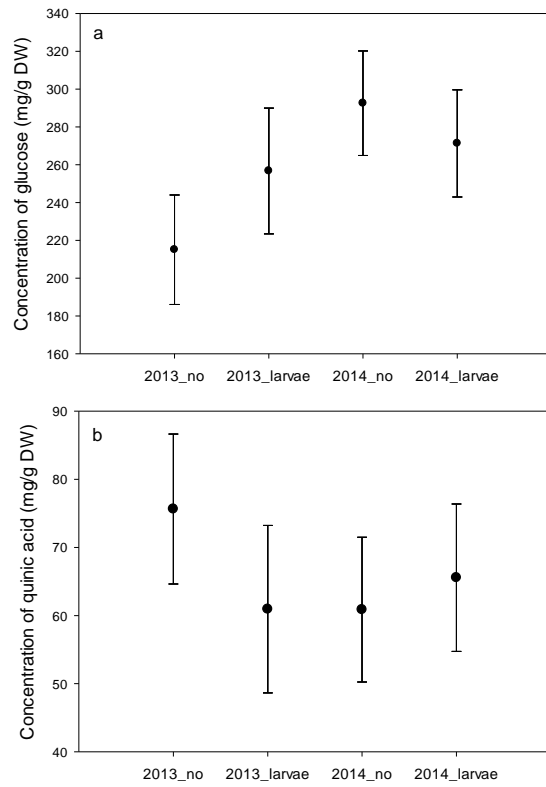 a
Concentration of glucose (mg/g DW)
340
320
300
280
260
240
220
200
180
160
2013_no 2013_larvae 2014_no 2014_larvae
b
Concentration of quinic acid (mg/g DW)
90
80
70
60
50
40
2013_no 2013_larvae 2014_no 2014_larvae